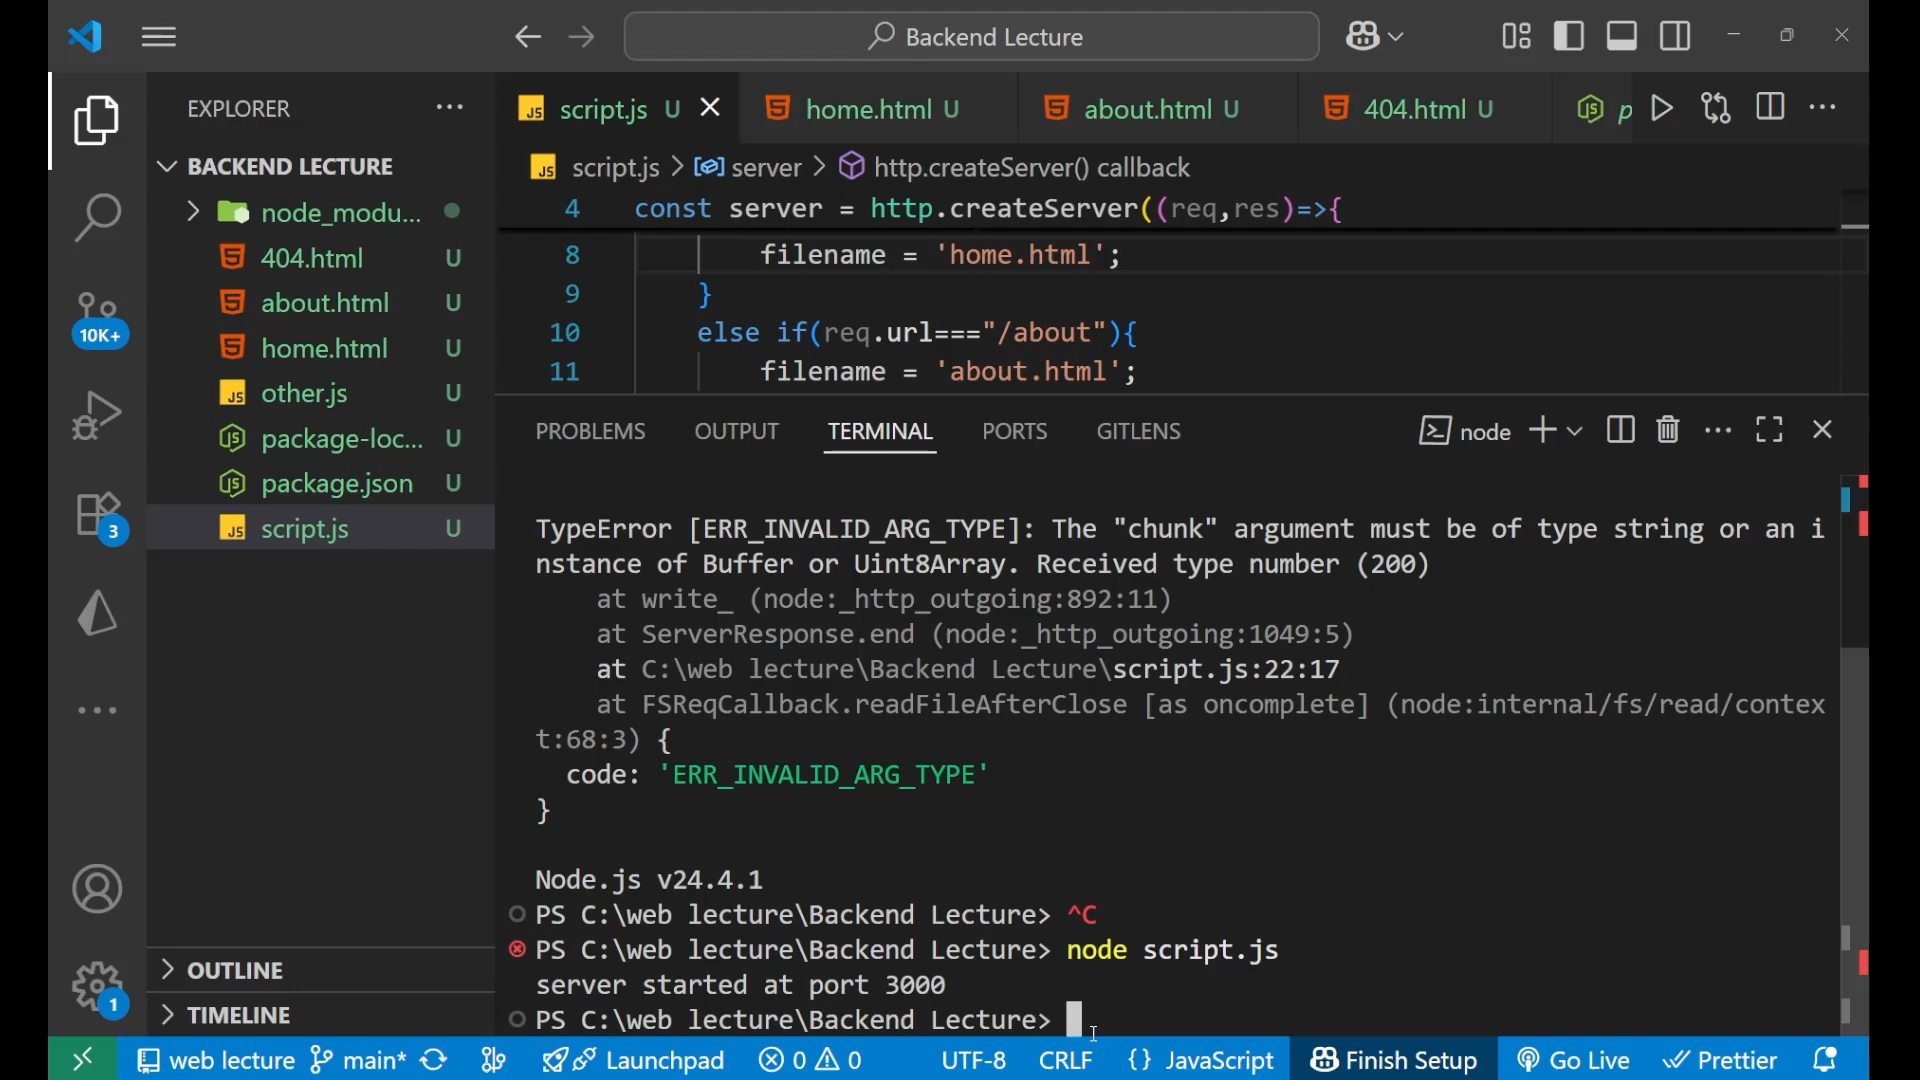 Backend Lecture
EXPLORER
script.js U
home.html U
about.html U
404.html U
p
BACKEND LECTURE
script.js > server > http.createServer() callback
node_modu...
404.html U
about.html U
home.html U
other.js U
package-loc... U
package.json U
script.js U
10K+
3
1
4 const server = http.createServer((req,res)=>{
8 filename = 'home.html';
9 }
10 else if(req.url==="/about"){
11 filename = 'about.html';
PROBLEMS OUTPUT TERMINAL PORTS GITLENS
node
TypeError [ERR_INVALID_ARG_TYPE]: The "chunk" argument must be of type string or an i
nstance of Buffer or Uint8Array. Received type number (200)
at write_ (node:_http_outgoing:892:11)
at ServerResponse.end (node:_http_outgoing:1049:5)
at C:\web lecture\Backend Lecture\script.js:22:17
at FSReqCallback.readFileAfterClose [as oncomplete] (node:internal/fs/read/contex
t:68:3) {
code: 'ERR_INVALID_ARG_TYPE'
}
Node.js v24.4.1
PS C:\web lecture\Backend Lecture> ^C
PS C:\web lecture\Backend Lecture> node script.js
server started at port 3000
PS C:\web lecture\Backend Lecture>
OUTLINE
TIMELINE
web lecture main* Launchpad 0 0 UTF-8 CRLF {} JavaScript Finish Setup Go Live Prettier